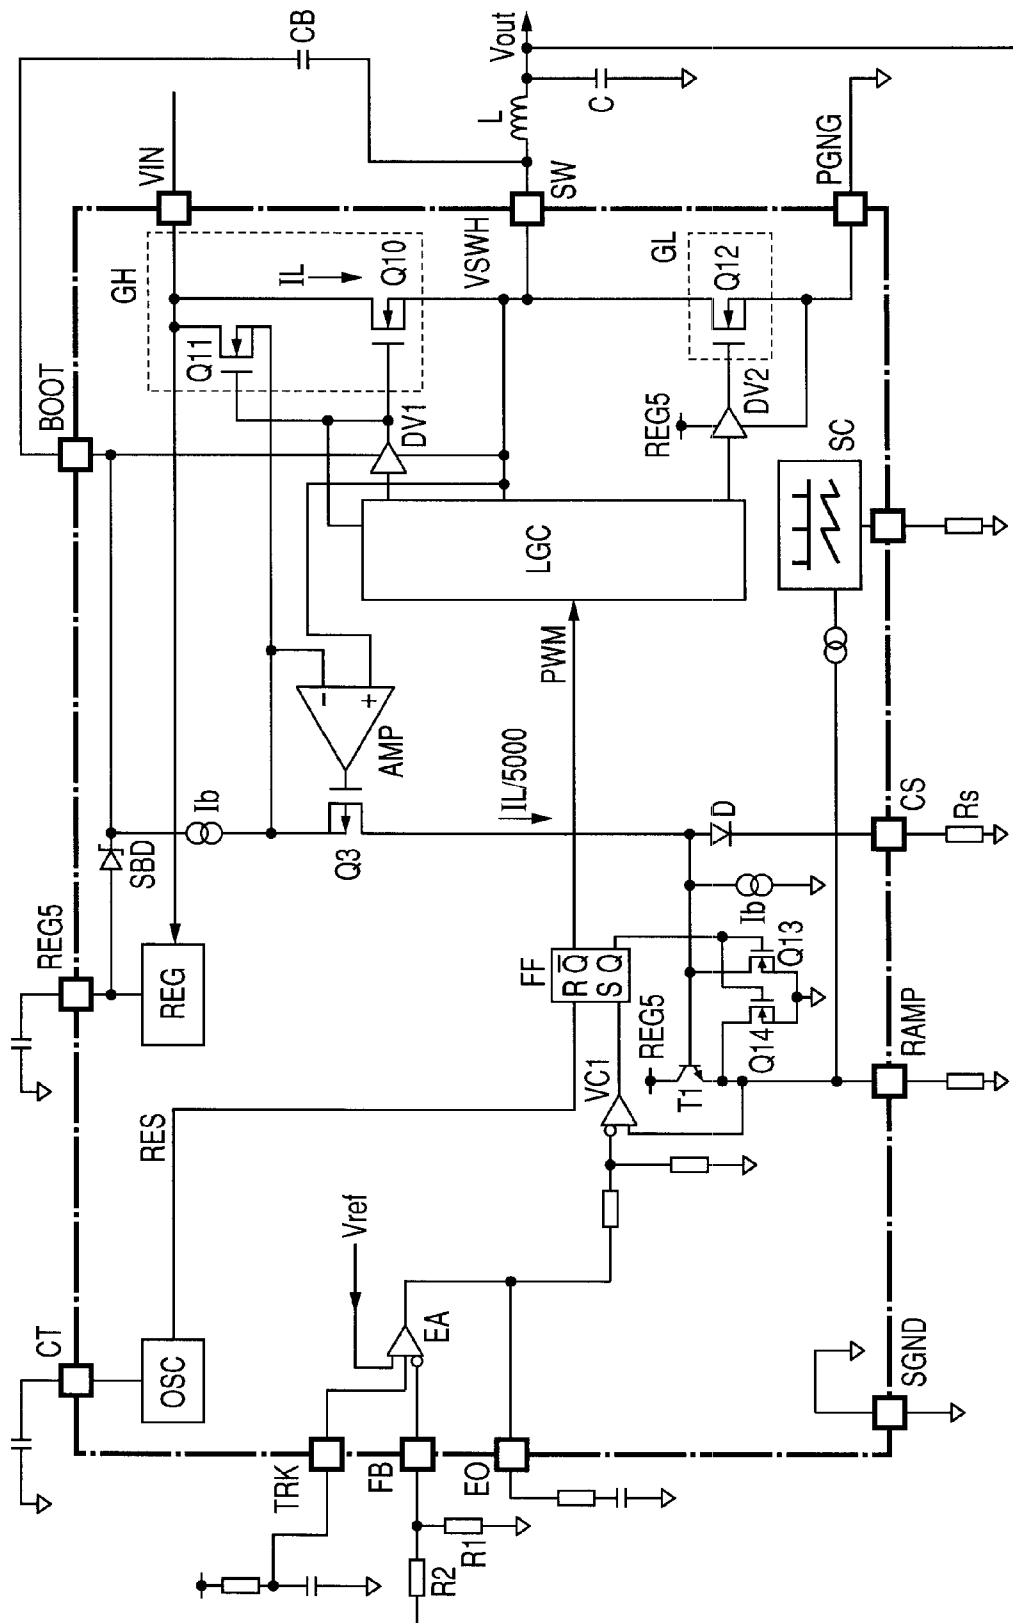 CT
REG5
BOOT
CB
OSC
RES
REG
SBD
Ib
GH
VIN
Q11
IL
Q10
TRK
Vref
EA
FB
EO
R2
R1
Q3
AMP
DV1
VSWH
SW
L
Vout
C
IL/5000
PWM
LGC
FF
R Q̅
S Q
VC1
REG5
T1
Q14
Q13
Ib
D
REG5
DV2
GL
Q12
SC
PGNG
SGND
RAMP
CS
Rs